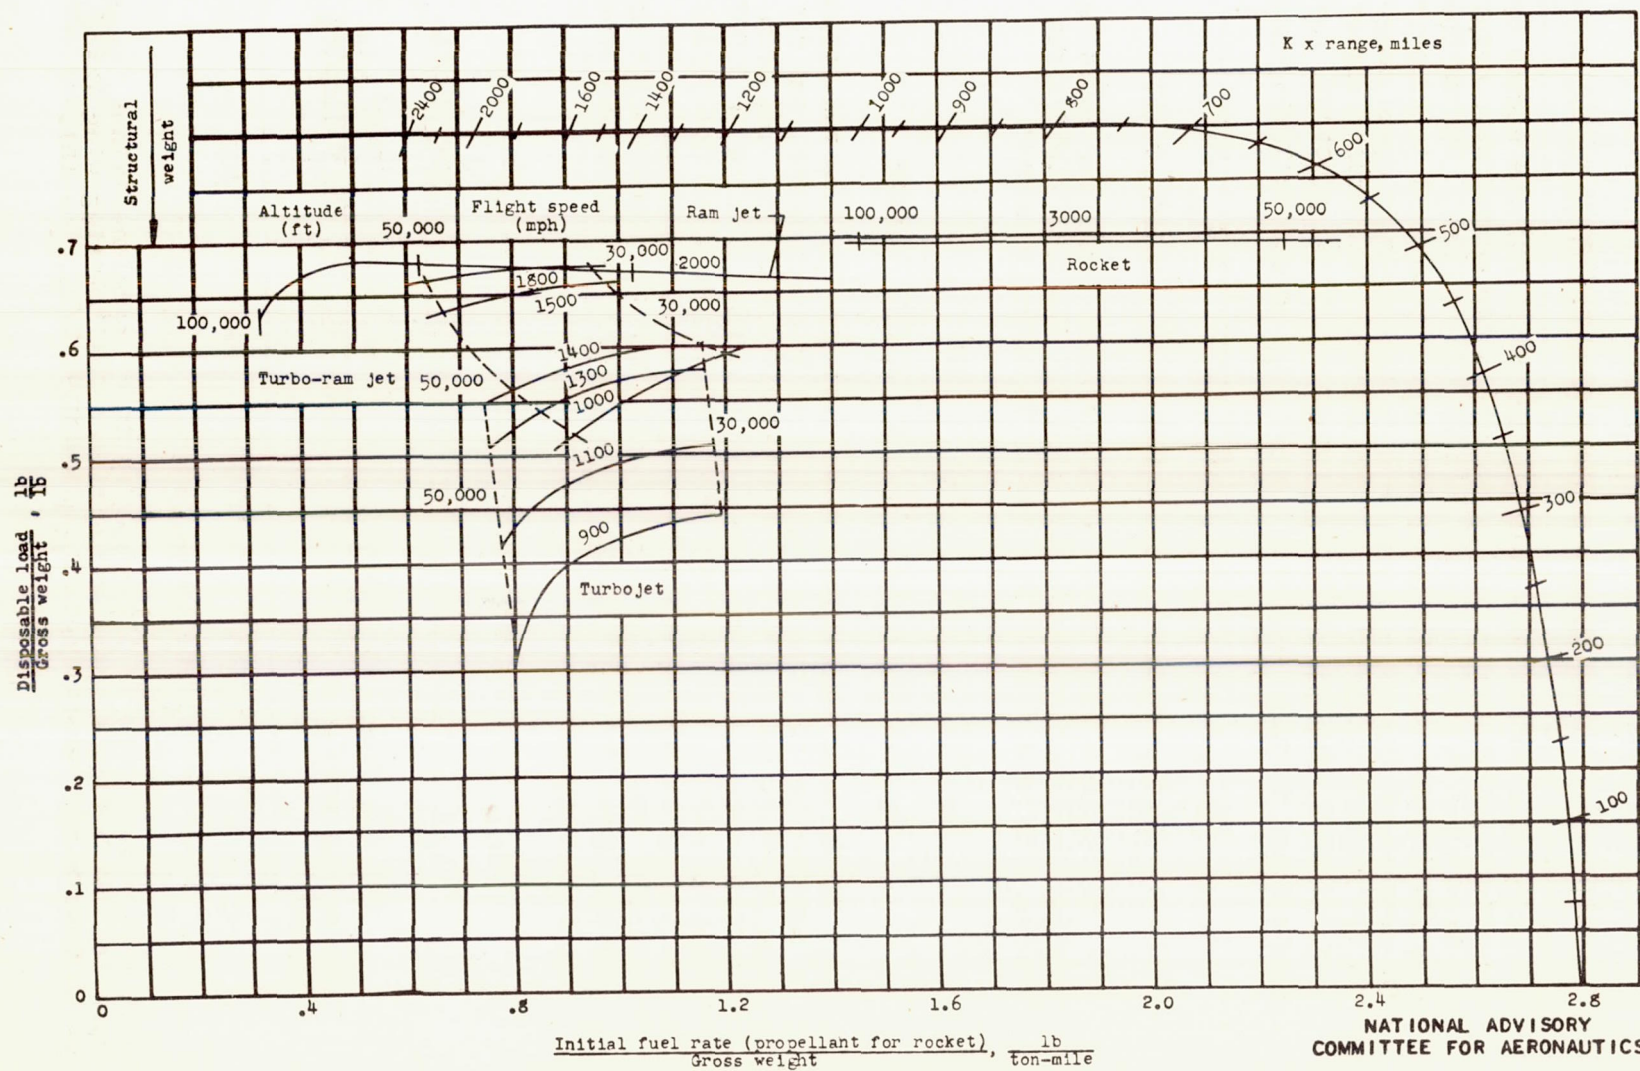 K x range, miles
2400
2000
1600
1400
1200
1000
900
800
700
600
500
400
300
200
100
Structural
weight
Altitude
(ft)
50,000
Flight speed
(mph)
Ram jet
100,000
3000
50,000
Rocket
30,000
2000
1800
1500
30,000
100,000
1400
Turbo-ram jet
50,000
1300
1000
30,000
1100
50,000
900
Turbojet
.7
.6
.5
.4
.3
.2
.1
0
Disposable load
Gross weight
,
lb
lb
0
.4
.8
1.2
1.6
2.0
2.4
2.8
Initial fuel rate (propellant for rocket), lb
Gross weight ton-mile
NATIONAL ADVISORY
COMMITTEE FOR AERONAUTICS